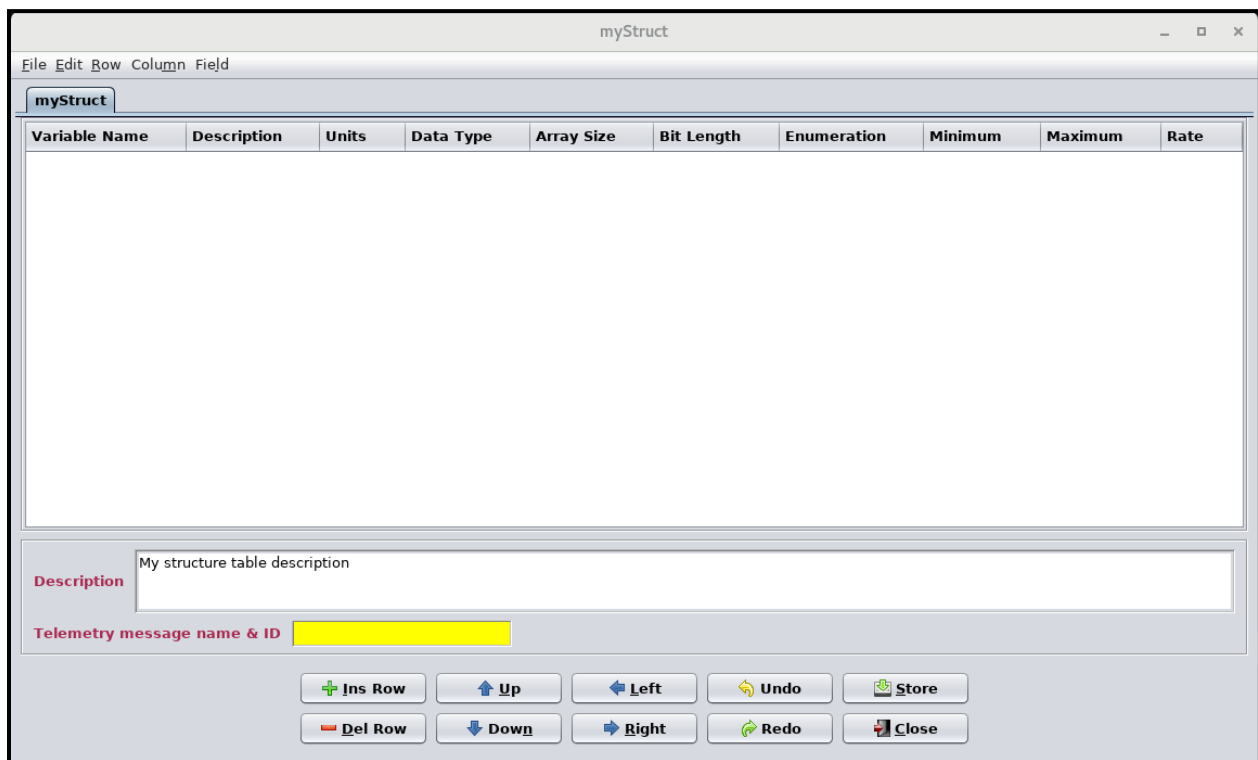 myStruct
File Edit Row Column Field
myStruct
Variable Name Description Units Data Type Array Size Bit Length Enumeration Minimum Maximum Rate
Description My structure table description
Telemetry message name & ID
Ins Row Up Left Undo Store
Del Row Down Right Redo Close